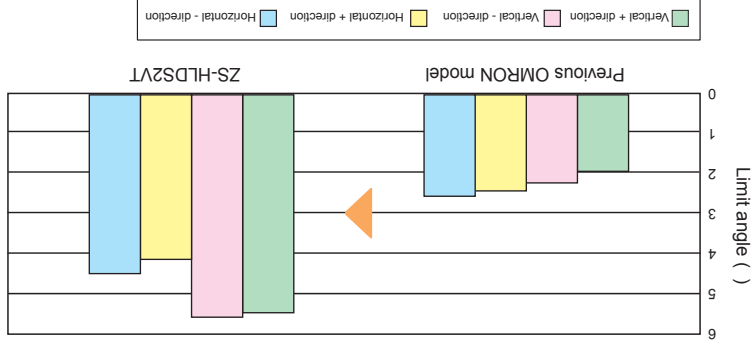 Limit angle ( )
6
5
4
3
2
1
0
Previous OMRON model
ZS-HLDS2VT
Vertical + direction
Vertical - direction
Horizontal + direction
Horizontal - direction